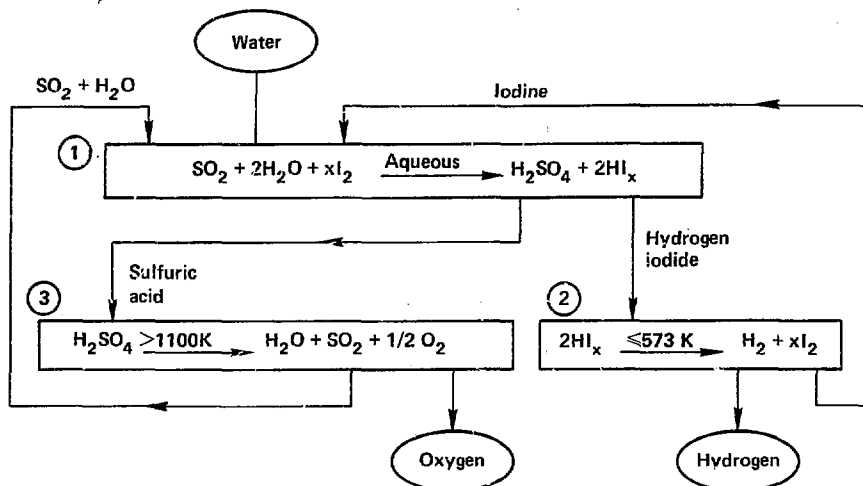 Water
SO₂ + H₂O
Iodine
1
SO₂ + 2H₂O + xI₂ Aqueous H₂SO₄ + 2HIₓ
Hydrogen
iodide
Sulfuric
acid
3
H₂SO₄ >1100K H₂O + SO₂ + 1/2 O₂
2
2HIₓ ⩽573 K H₂ + xI₂
Oxygen
Hydrogen